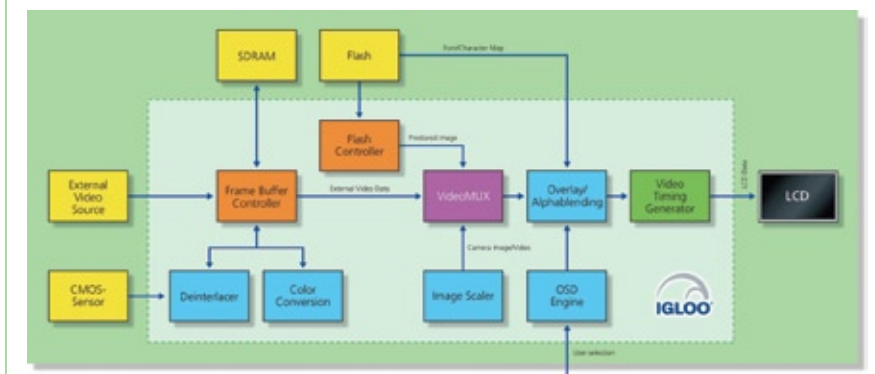 SDRAM
Flash
Font/Character Map
Flash
Controller
Predifined Image
External
Video
Source
Frame Buffer
Controller
External Video Data
VideoMUX
Overlay/
Alphablending
Video
Timing
Generator
LCD Data
LCD
Camera Image/Video
CMOS-
Sensor
Deinterlacer
Color
Conversion
Image Scaler
OSD
Engine
IGLOO
User selection